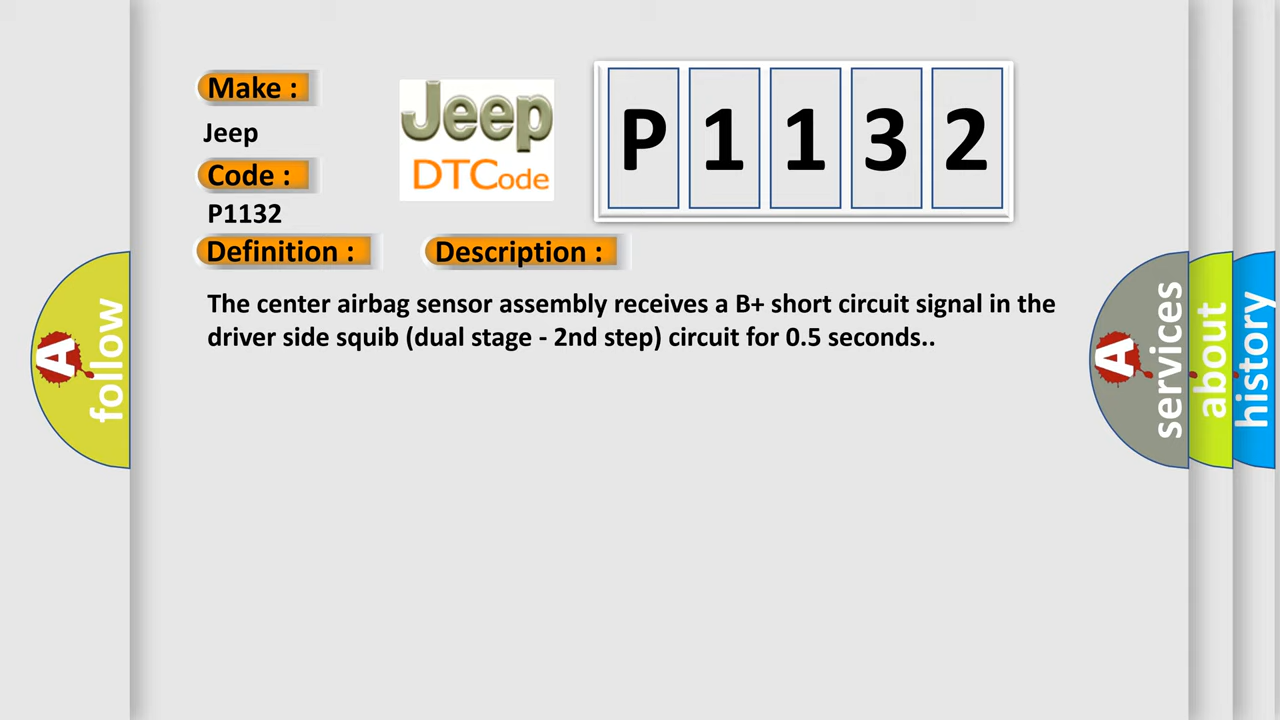 Make :
Jeep
Code :
P1132
Definition :
Description :
The center airbag sensor assembly receives a B+ short circuit signal in the
driver side squib (dual stage - 2nd step) circuit for 0.5 seconds..
Jeep
DTCode
P 1 1 3 2
A follow
A services
about
history